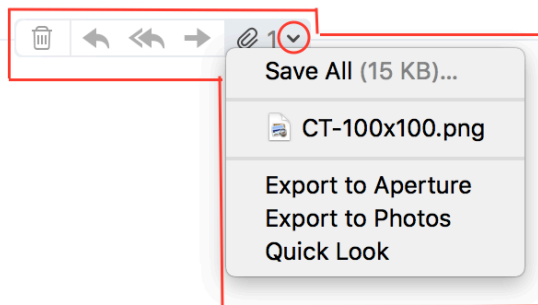 1
Save All (15 KB)...
CT-100x100.png
Export to Aperture
Export to Photos
Quick Look